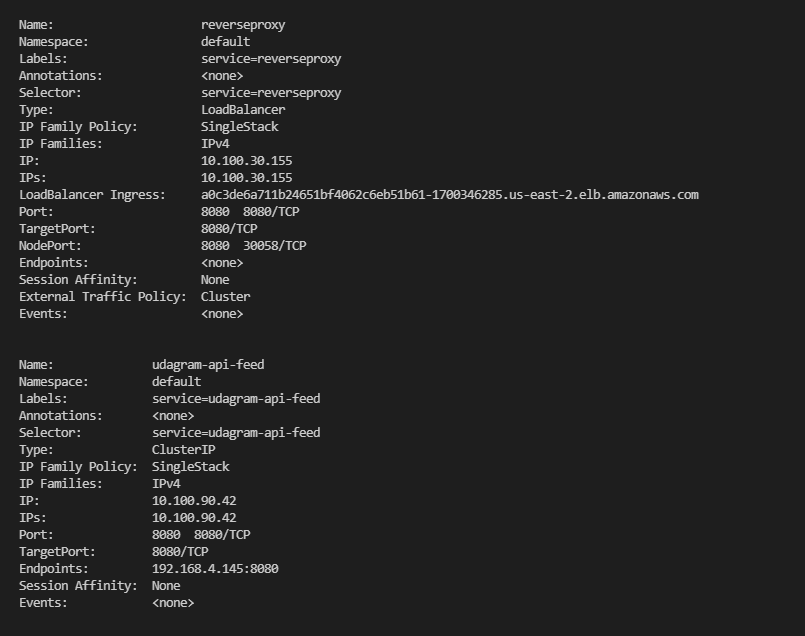 Name:                     reverseproxy
Namespace:                default
Labels:                   service=reverseproxy
Annotations:              <none>
Selector:                 service=reverseproxy
Type:                     LoadBalancer
IP Family Policy:         SingleStack
IP Families:              IPv4
IP:                       10.100.30.155
IPs:                      10.100.30.155
LoadBalancer Ingress:     a0c3de6a711b24651bf4062c6eb51b61-1700346285.us-east-2.elb.amazonaws.com
Port:                     8080  8080/TCP
TargetPort:               8080/TCP
NodePort:                 8080  30058/TCP
Endpoints:                <none>
Session Affinity:         None
External Traffic Policy:  Cluster
Events:                   <none>

Name:              udagram-api-feed
Namespace:         default
Labels:            service=udagram-api-feed
Annotations:       <none>
Selector:          service=udagram-api-feed
Type:              ClusterIP
IP Family Policy:  SingleStack
IP Families:       IPv4
IP:                10.100.90.42
IPs:               10.100.90.42
Port:              8080  8080/TCP
TargetPort:        8080/TCP
Endpoints:         192.168.4.145:8080
Session Affinity:  None
Events:            <none>